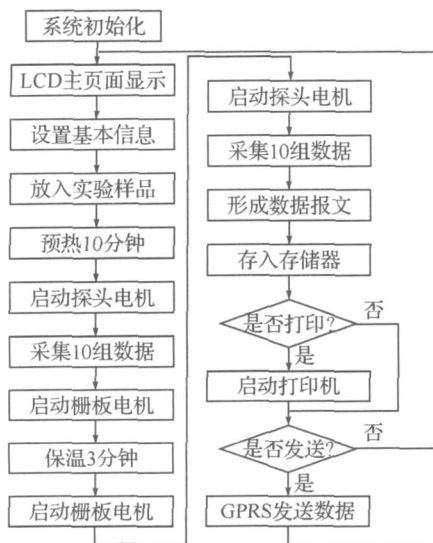 系统初始化
LCD主页面显示
设置基本信息
放入实验样品
预热10分钟
启动探头电机
采集10组数据
启动栅板电机
保温3分钟
启动栅板电机
启动探头电机
采集10组数据
形成数据报文
存入存储器
是否打印?
否
是
启动打印机
是否发送?
否
是
GPRS发送数据